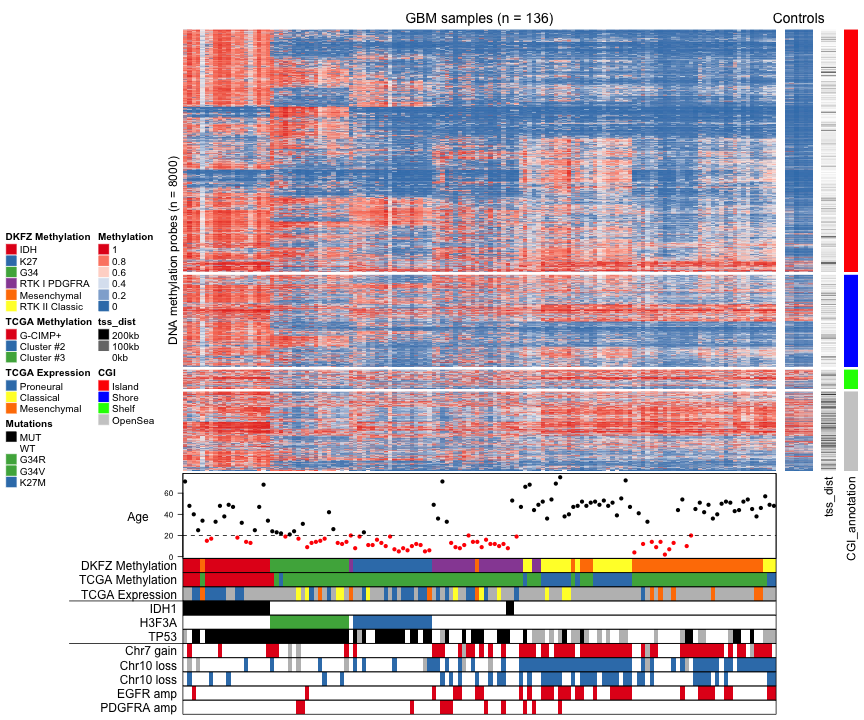 GBM samples (n = 136)
Controls
DNA methylation probes (n = 8000)
DKFZ Methylation
IDH
K27
G34
RTK I PDGFRA
Mesenchymal
RTK II Classic
Methylation
1
0.8
0.6
0.4
0.2
0
TCGA Methylation
G-CIMP+
Cluster #2
Cluster #3
tss_dist
200kb
100kb
0kb
TCGA Expression
Proneural
Classical
Mesenchymal
CGI
Island
Shore
Shelf
OpenSea
Mutations
MUT
WT
G34R
G34V
K27M
Age
60
40
20
0
tss_dist
CGI_annotation
DKFZ Methylation
TCGA Methylation
TCGA Expression
IDH1
H3F3A
TP53
Chr7 gain
Chr10 loss
Chr10 loss
EGFR amp
PDGFRA amp